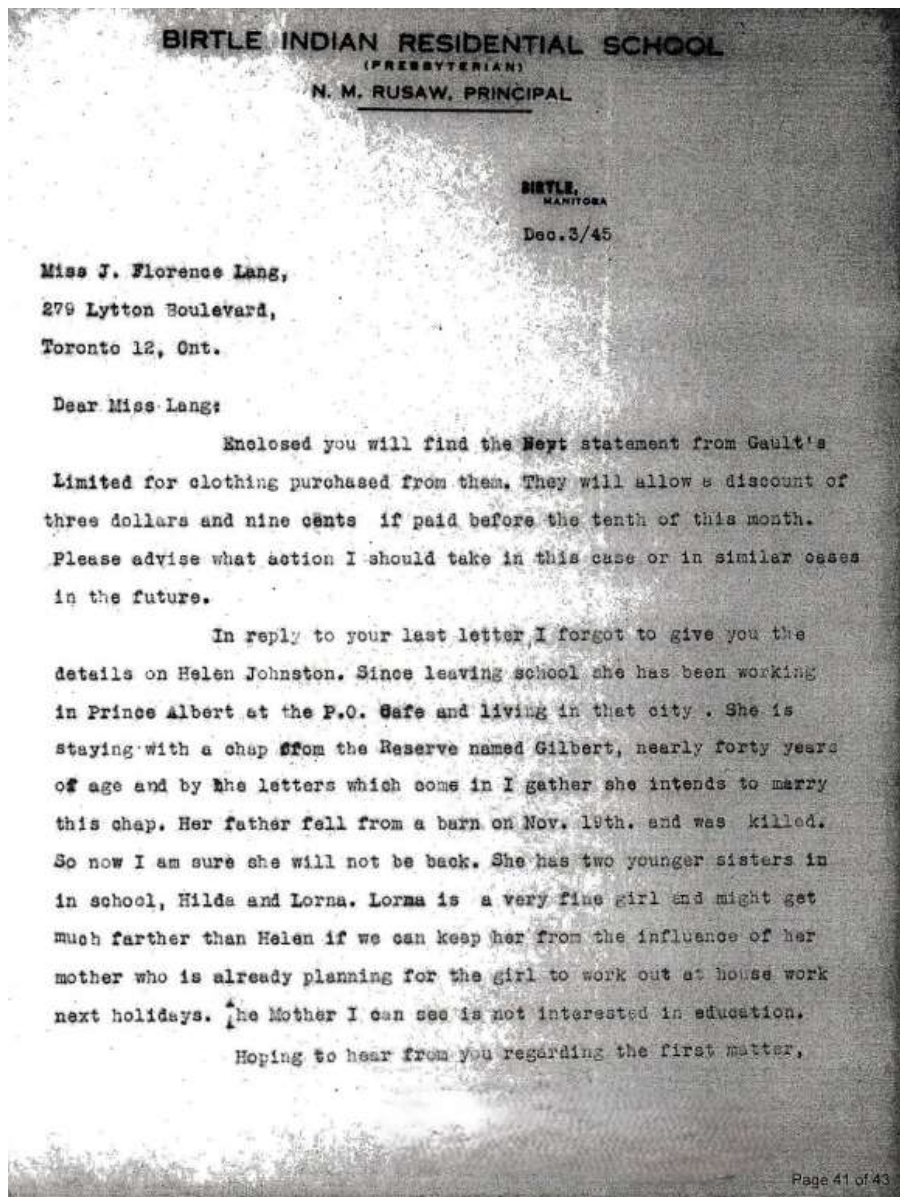 BIRTLE INDIAN RESIDENTIAL SCHOOL
(PRESBYTERIAN)
N. M. RUSAW, PRINCIPAL
BIRTLE,
MANITOBA
Dec.3/45
Miss J. Florence Lang,
279 Lytton Boulevard,
Toronto 12, Ont.
Dear Miss Lang:
Enclosed you will find the Neyt statement from Gault's
Limited for clothing purchased from them. They will allow a discount of
three dollars and nine cents if paid before the tenth of this month.
Please advise what action I should take in this case or in similar cases
in the future.
In reply to your last letter,I forgot to give you the
details on Helen Johnston. Since leaving school she has been working
in Prince Albert at the P.O. Cafe and living in that city . She is
staying with a chap ffom the Reserve named Gilbert, nearly forty years
of age and by hhe letters which come in I gather she intends to marry
this chap. Her father fell from a barn on Nov. 19th. and was killed.
So now I am sure she will not be back. She has two younger sisters in
in school, Hilda and Lorna. Lorna is a very fine girl and might get
much farther than Helen if we can keep her from the influence of her
mother who is already planning for the girl to work out at house work
next holidays. The Mother I can see is not interested in education.
Hoping to hear from you regarding the first matter,
Page 41 of 43